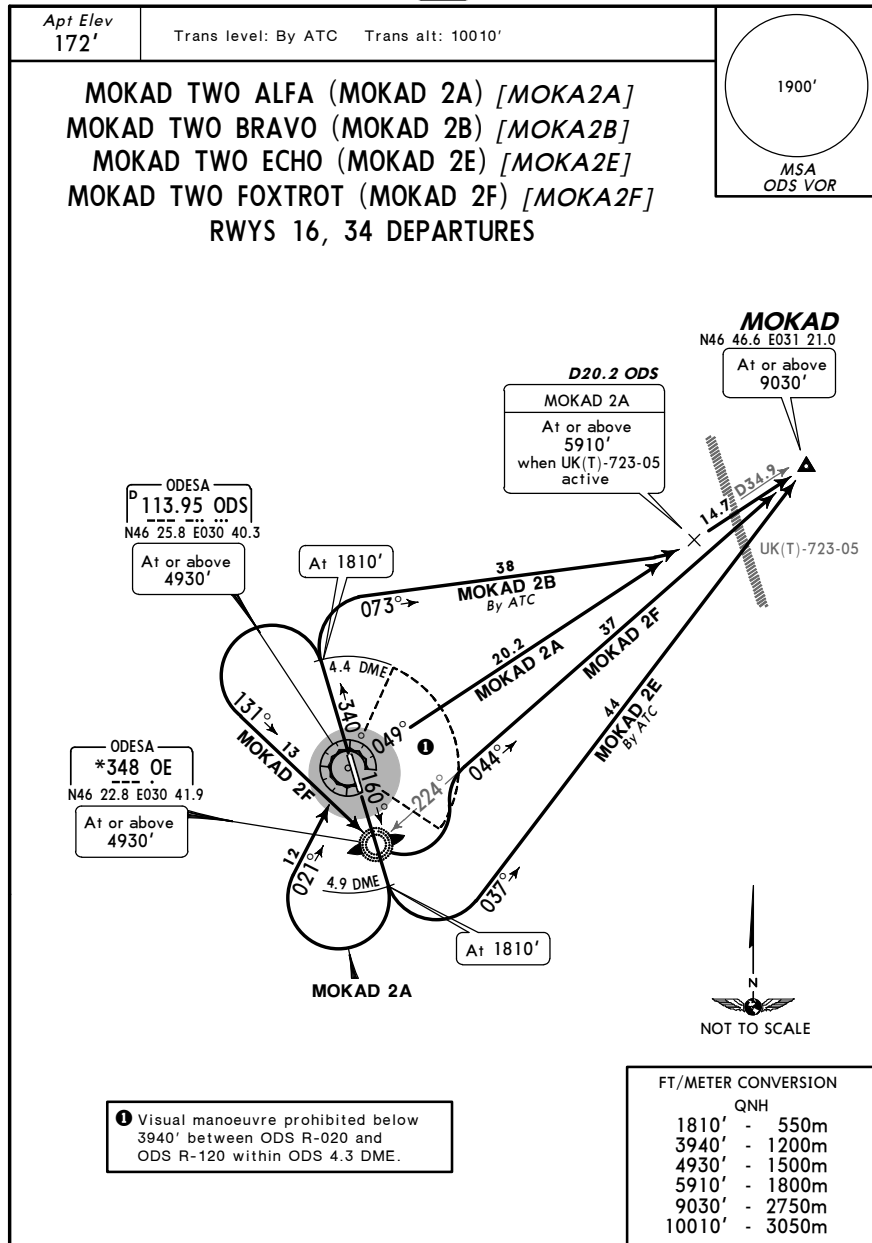 Apt Elev
172'
Trans level: By ATC Trans alt: 10010'
1900'
MSA
ODS VOR
MOKAD TWO ALFA (MOKAD 2A) [MOKA2A]
MOKAD TWO BRAVO (MOKAD 2B) [MOKA2B]
MOKAD TWO ECHO (MOKAD 2E) [MOKA2E]
MOKAD TWO FOXTROT (MOKAD 2F) [MOKA2F]
RWYS 16, 34 DEPARTURES
MOKAD
N46 46.6 E031 21.0
At or above
9030'
D20.2 ODS
MOKAD 2A
At or above
5910'
when UK(T)-723-05
active
14.7
D34.9
UK(T)-723-05
ODESA
D 113.95 ODS
N46 25.8 E030 40.3
At or above
4930'
At 1810'
38
073°
MOKAD 2B
By ATC
20.2
MOKAD 2A
37
MOKAD 2F
44
MOKAD 2E
By ATC
4.4 DME
340°
049°
1
044°
224°
160°
131°
13
MOKAD 2F
ODESA
*348 OE
N46 22.8 E030 41.9
At or above
4930'
12
021°
4.9 DME
037°
At 1810'
MOKAD 2A
N
NOT TO SCALE
1 Visual manoeuvre prohibited below
3940' between ODS R-020 and
ODS R-120 within ODS 4.3 DME.
FT/METER CONVERSION
QNH
1810' - 550m
3940' - 1200m
4930' - 1500m
5910' - 1800m
9030' - 2750m
10010' - 3050m